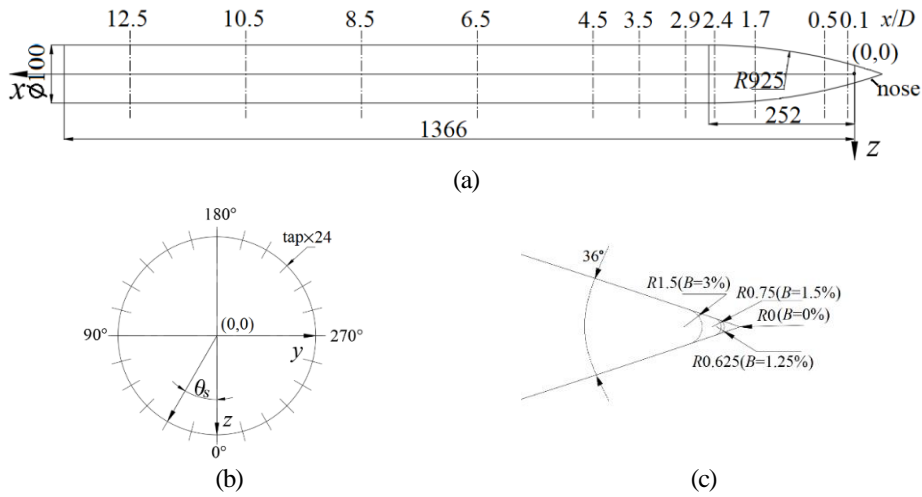 12.5 10.5 8.5 6.5 4.5 3.5 2.9 2.4 1.7 0.5 0.1 x/D
(0,0)
x ϕ100 R925 nose
252
1366
z
(a)
180°
tap×24
(0,0)
90° y 270°
θs
z
0°
(b)
36°
R1.5(B=3%)
R0.75(B=1.5%)
R0(B=0%)
R0.625(B=1.25%)
(c)